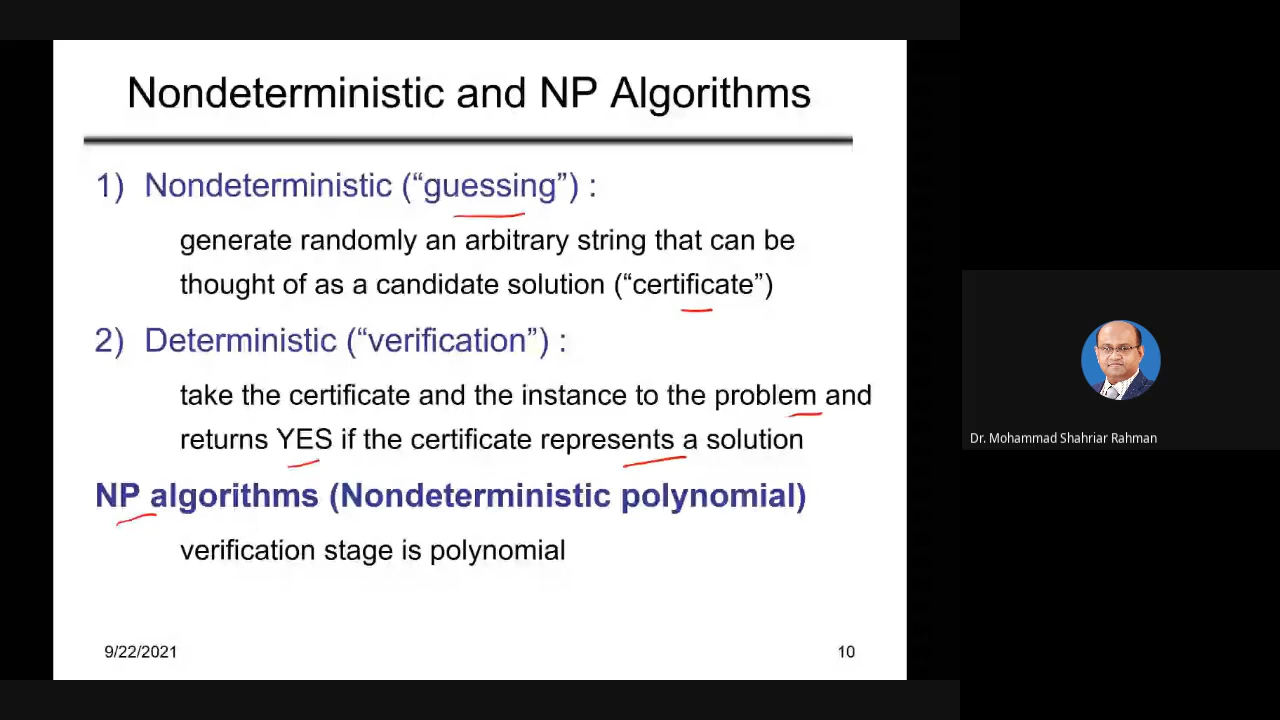 Nondeterministic and NP Algorithms
1) Nondeterministic (“guessing”) :
generate randomly an arbitrary string that can be
thought of as a candidate solution (“certificate”)
2) Deterministic (“verification”) :
take the certificate and the instance to the problem and
returns YES if the certificate represents a solution
NP algorithms (Nondeterministic polynomial)
verification stage is polynomial
9/22/2021
10
Dr. Mohammad Shahriar Rahman